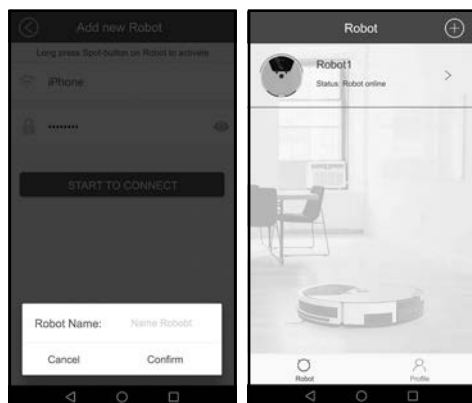 Add new Robot
Long press Spot-button on Robot to activate
iPhone
••••••••
START TO CONNECT
Robot Name: Name Robobt
Cancel Confirm
Robot
Robot1
Status: Robot online
Robot Profile